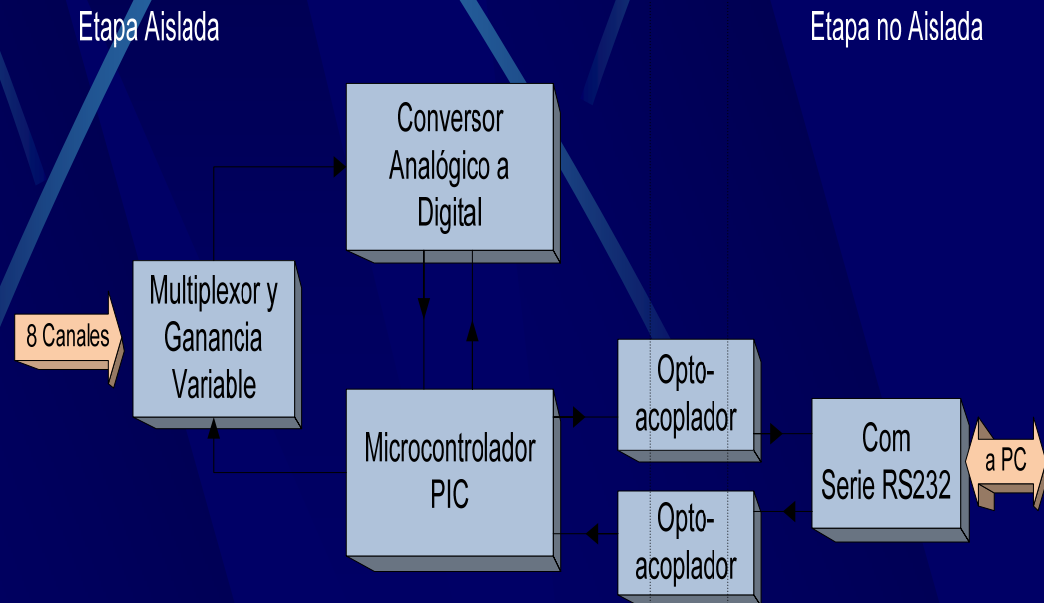 Etapa Aislada
Etapa no Aislada
Conversor
Analógico a
Digital
Multiplexor y
Ganancia
Variable
8 Canales
Microcontrolador
PIC
Opto-
acoplador
Opto-
acoplador
Com
Serie RS232
a PC